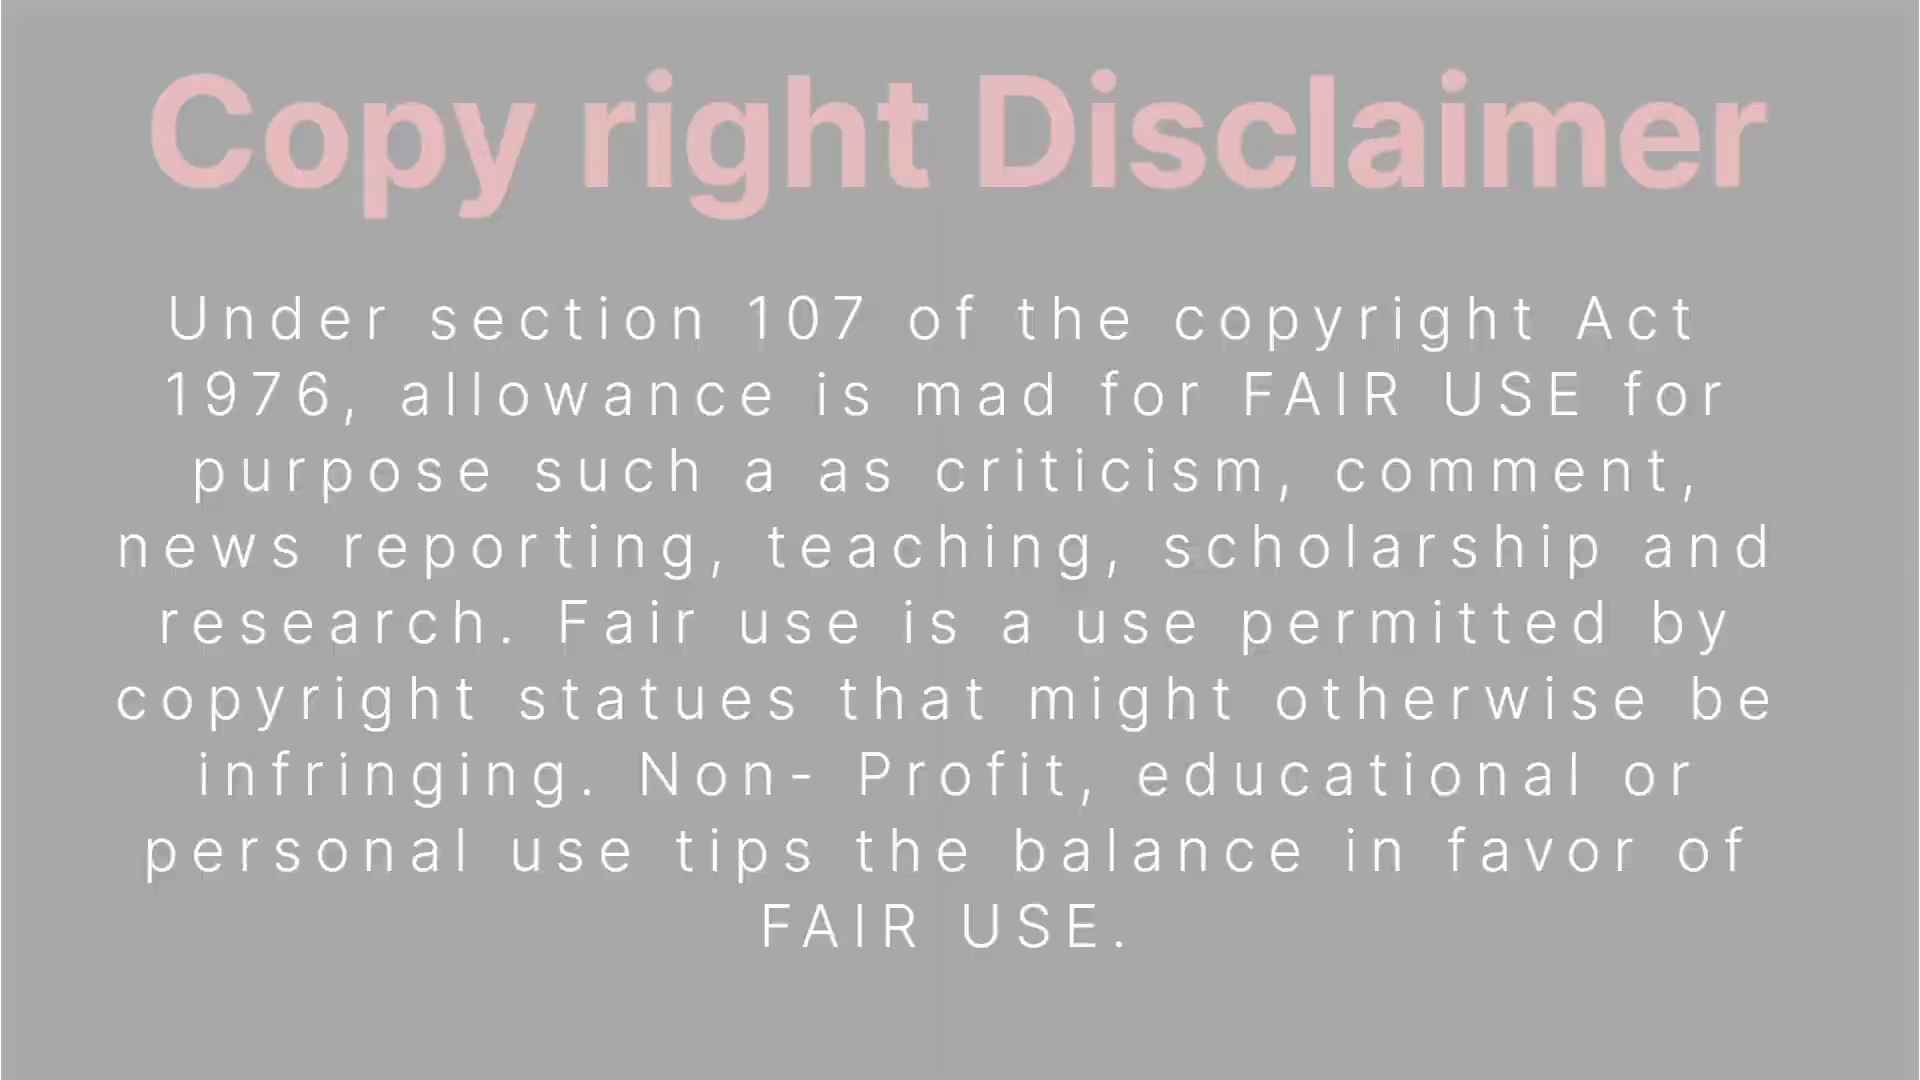 Copy right Disclaimer
Under section 107 of the copyright Act
1976, allowance is mad for FAIR USE for
purpose such a as criticism, comment,
news reporting, teaching, scholarship and
research. Fair use is a use permitted by
copyright statues that might otherwise be
infringing. Non- Profit, educational or
personal use tips the balance in favor of
FAIR USE.